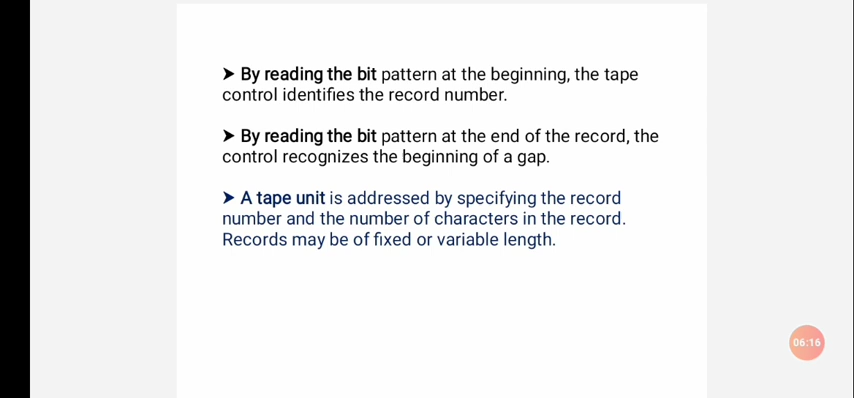 ➤ By reading the bit pattern at the beginning, the tape
control identifies the record number.
➤ By reading the bit pattern at the end of the record, the
control recognizes the beginning of a gap.
➤ A tape unit is addressed by specifying the record
number and the number of characters in the record.
Records may be of fixed or variable length.
06:16